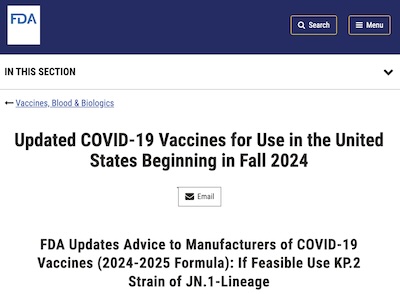 FDA
Search
Menu
IN THIS SECTION
← Vaccines, Blood & Biologics
Updated COVID-19 Vaccines for Use in the United
States Beginning in Fall 2024
Email
FDA Updates Advice to Manufacturers of COVID-19
Vaccines (2024-2025 Formula): If Feasible Use KP.2
Strain of JN.1-Lineage